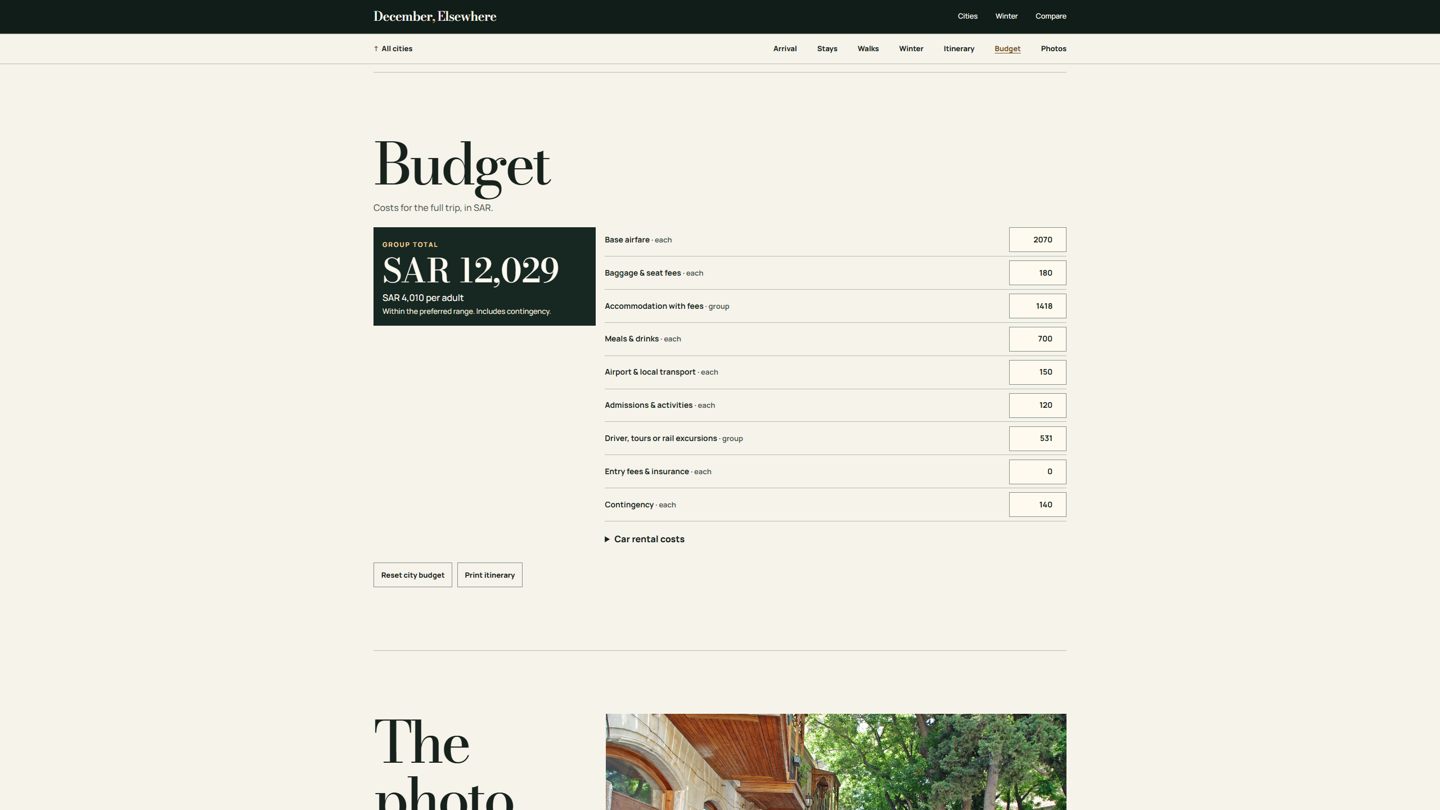 December, Elsewhere
Cities Winter Compare
↑ All cities
Arrival Stays Walks Winter Itinerary Budget Photos
Budget
Costs for the full trip, in SAR.
GROUP TOTAL
SAR 12,029
SAR 4,010 per adult
Within the preferred range. Includes contingency.
Base airfare · each 2070
Baggage & seat fees · each 180
Accommodation with fees · group 1418
Meals & drinks · each 700
Airport & local transport · each 150
Admissions & activities · each 120
Driver, tours or rail excursions · group 531
Entry fees & insurance · each 0
Contingency · each 140
▶ Car rental costs
Reset city budget Print itinerary
The
photo